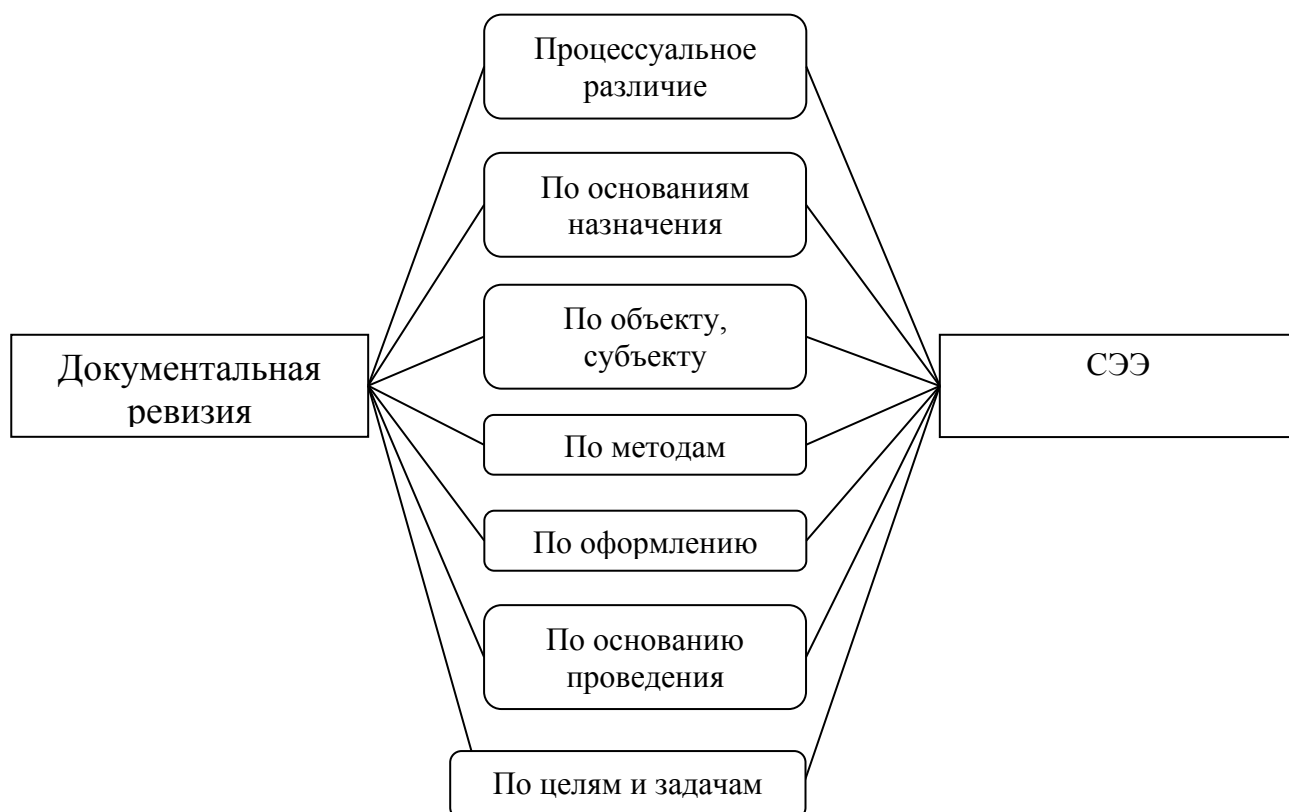 Процессуальное
различие
По основаниям
назначения
По объекту,
субъекту
Документальная
ревизия
СЭЭ
По методам
По оформлению
По основанию
проведения
По целям и задачам